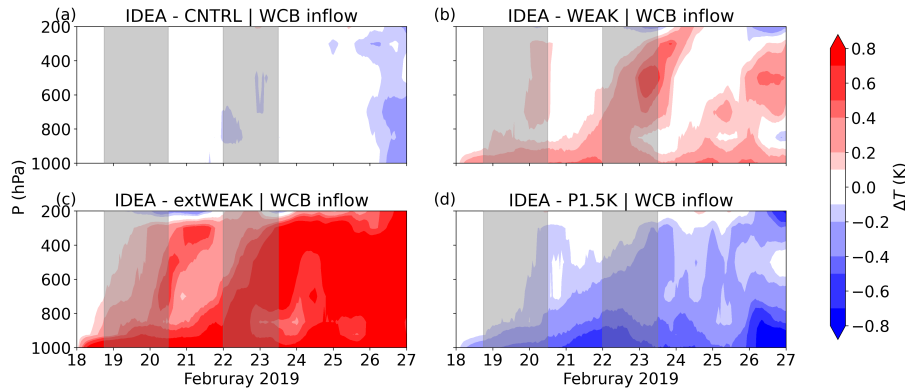 (a) IDEA - CNTRL | WCB inflow
(b) IDEA - WEAK | WCB inflow
200
400
600
800
1000
P (hPa)
(c) IDEA - extWEAK | WCB inflow
(d) IDEA - P1.5K | WCB inflow
200
400
600
800
1000
18 19 20 21 22 23 24 25 26 27
Februray 2019
18 19 20 21 22 23 24 25 26 27
Februray 2019
0.8
0.6
0.4
0.2
0.0
−0.2
−0.4
−0.6
−0.8
ΔT (K)